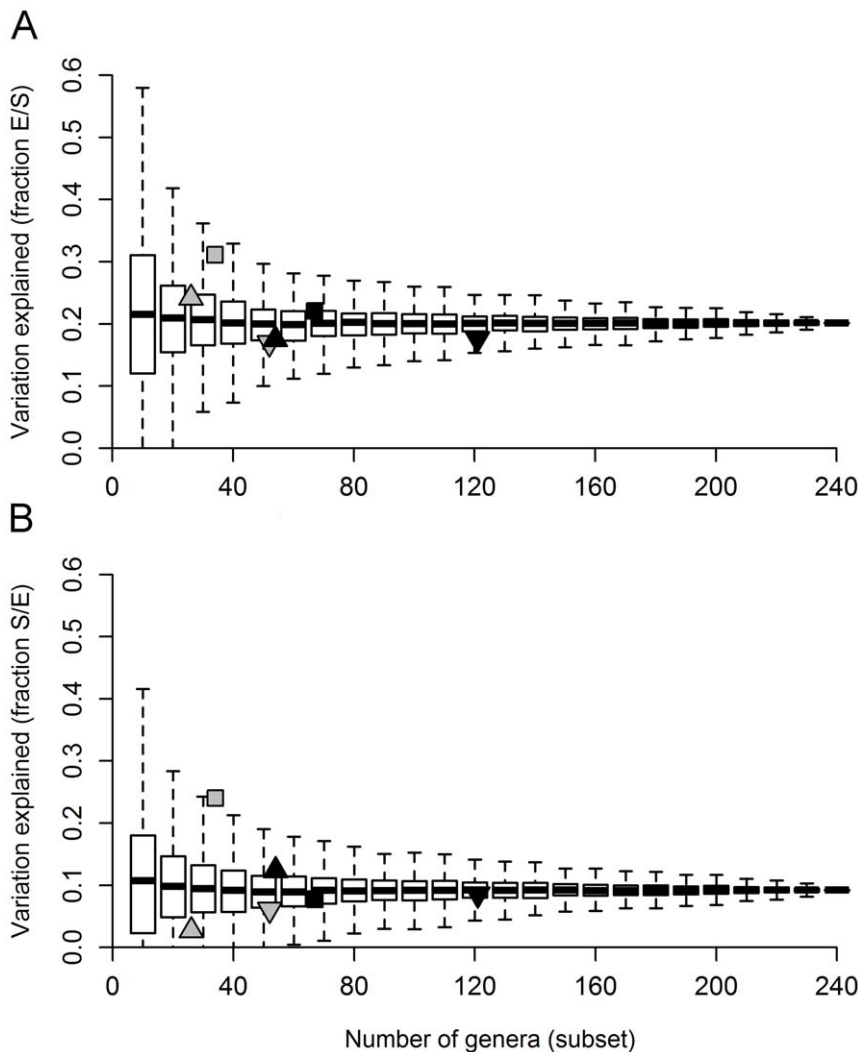 A
Variation explained (fraction E/S)
0.6
0.5
0.4
0.3
0.2
0.1
0.0
0 40 80 120 160 200 240
B
Variation explained (fraction S/E)
0.6
0.5
0.4
0.3
0.2
0.1
0.0
0 40 80 120 160 200 240
Number of genera (subset)